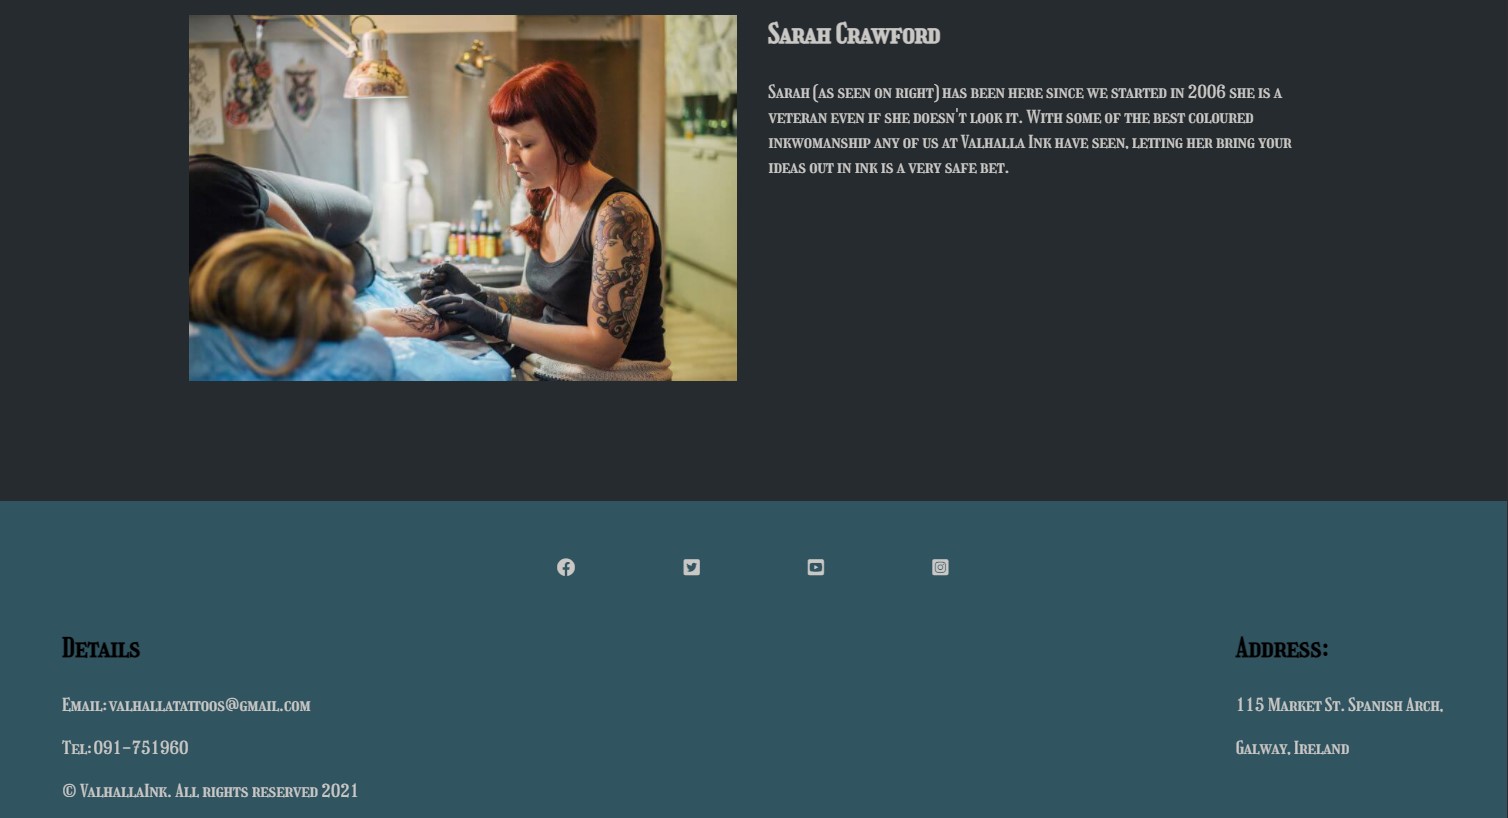 Sarah Crawford
Sarah (as seen on right) has been here since we started in 2006 she is a
veteran even if she doesn't look it. With some of the best coloured
inkwomanship any of us at Valhalla Ink have seen, letting her bring your
ideas out in ink is a very safe bet.
Details
Email: valhallatattoos@gmail.com
Tel: 091-751960
© ValhallaInk. All rights reserved 2021
Address:
115 Market St. Spanish Arch,
Galway, Ireland